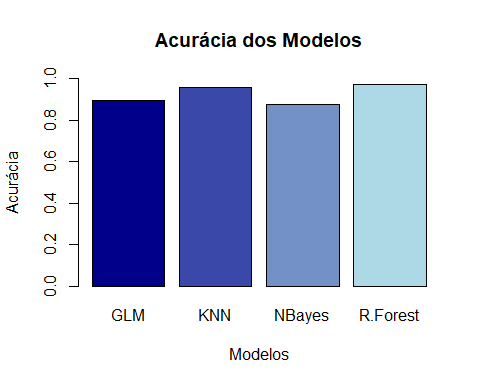 Acurácia dos Modelos
Acurácia
1.0
0.8
0.6
0.4
0.2
0.0
GLM KNN NBayes R.Forest
Modelos